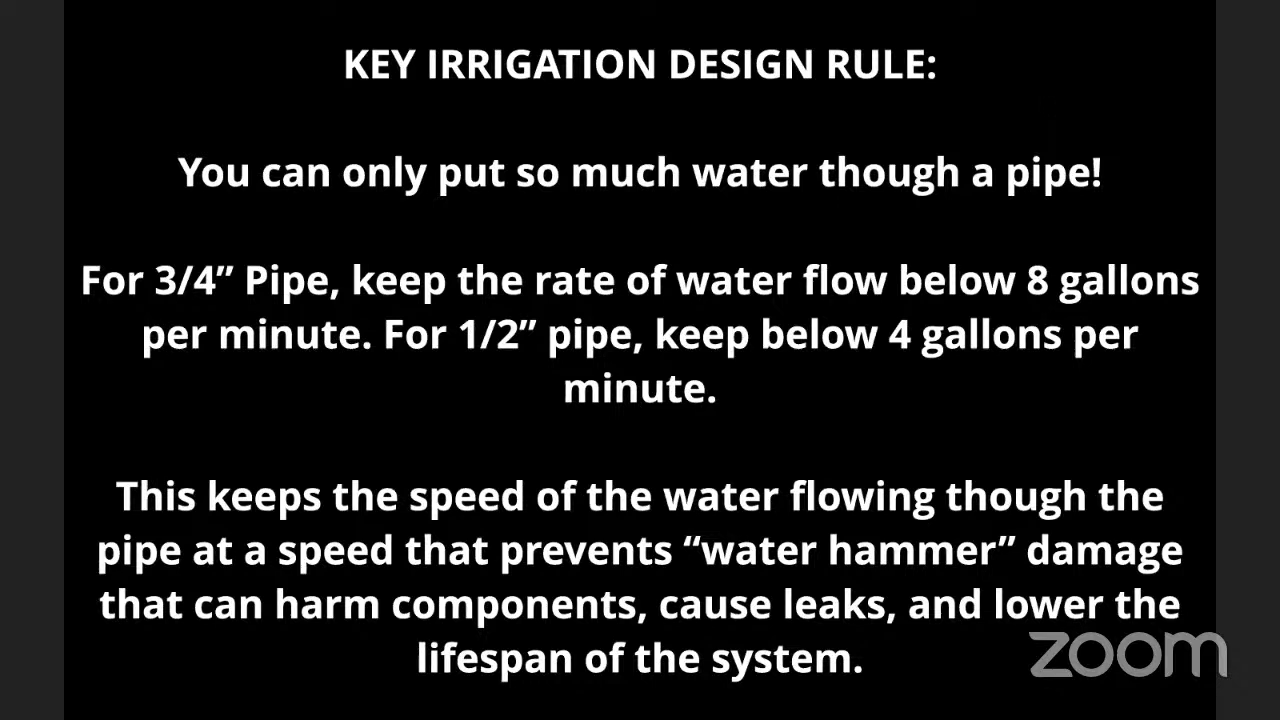 KEY IRRIGATION DESIGN RULE:
You can only put so much water though a pipe!
For 3/4” Pipe, keep the rate of water flow below 8 gallons
per minute. For 1/2” pipe, keep below 4 gallons per
minute.
This keeps the speed of the water flowing though the
pipe at a speed that prevents “water hammer” damage
that can harm components, cause leaks, and lower the
lifespan of the system.
zoom